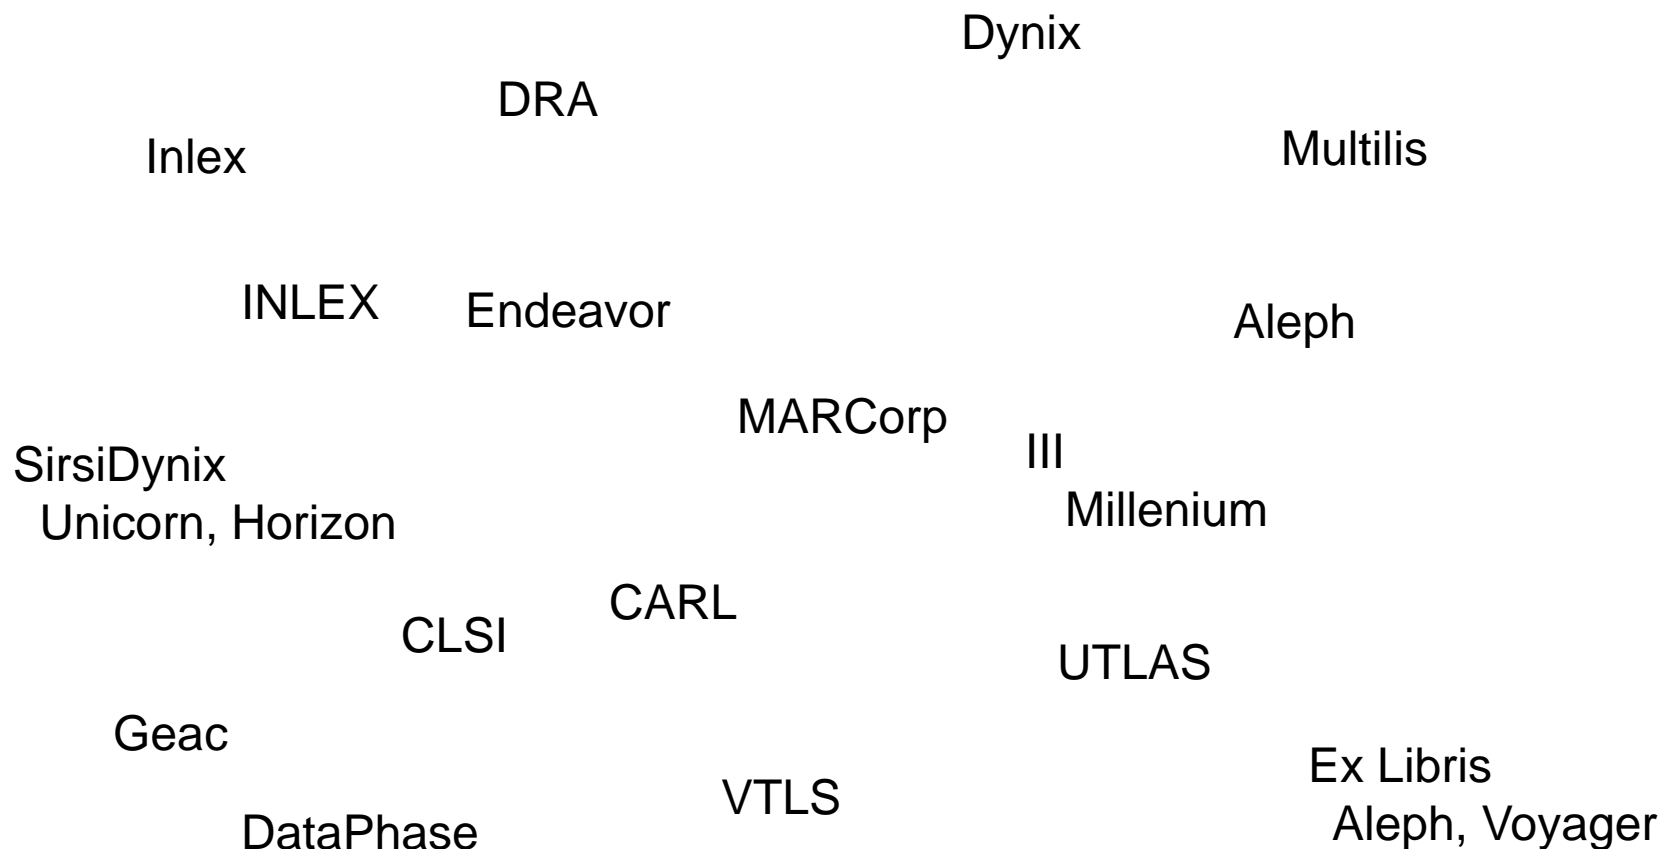 Dynix
DRA
Multilis
Inlex
INLEX
Endeavor
Aleph
MARCorp
III
SirsiDynix
Unicorn, Horizon
Millenium
CARL
CLSI
UTLAS
Geac
Ex Libris
Aleph, Voyager
VTLS
DataPhase